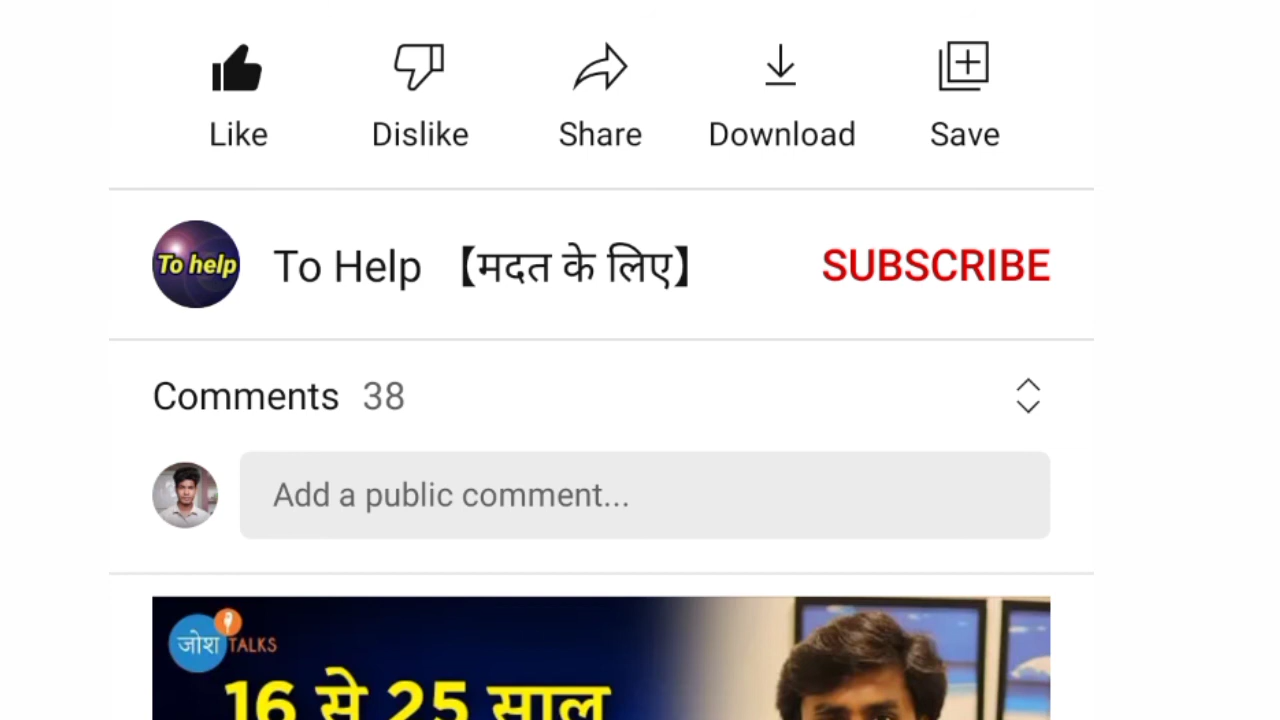 Like Dislike Share Download Save
To help To Help 【मदत के लिए】 SUBSCRIBE
Comments 38
Add a public comment...
जोश TALKS
16 से 25 साल